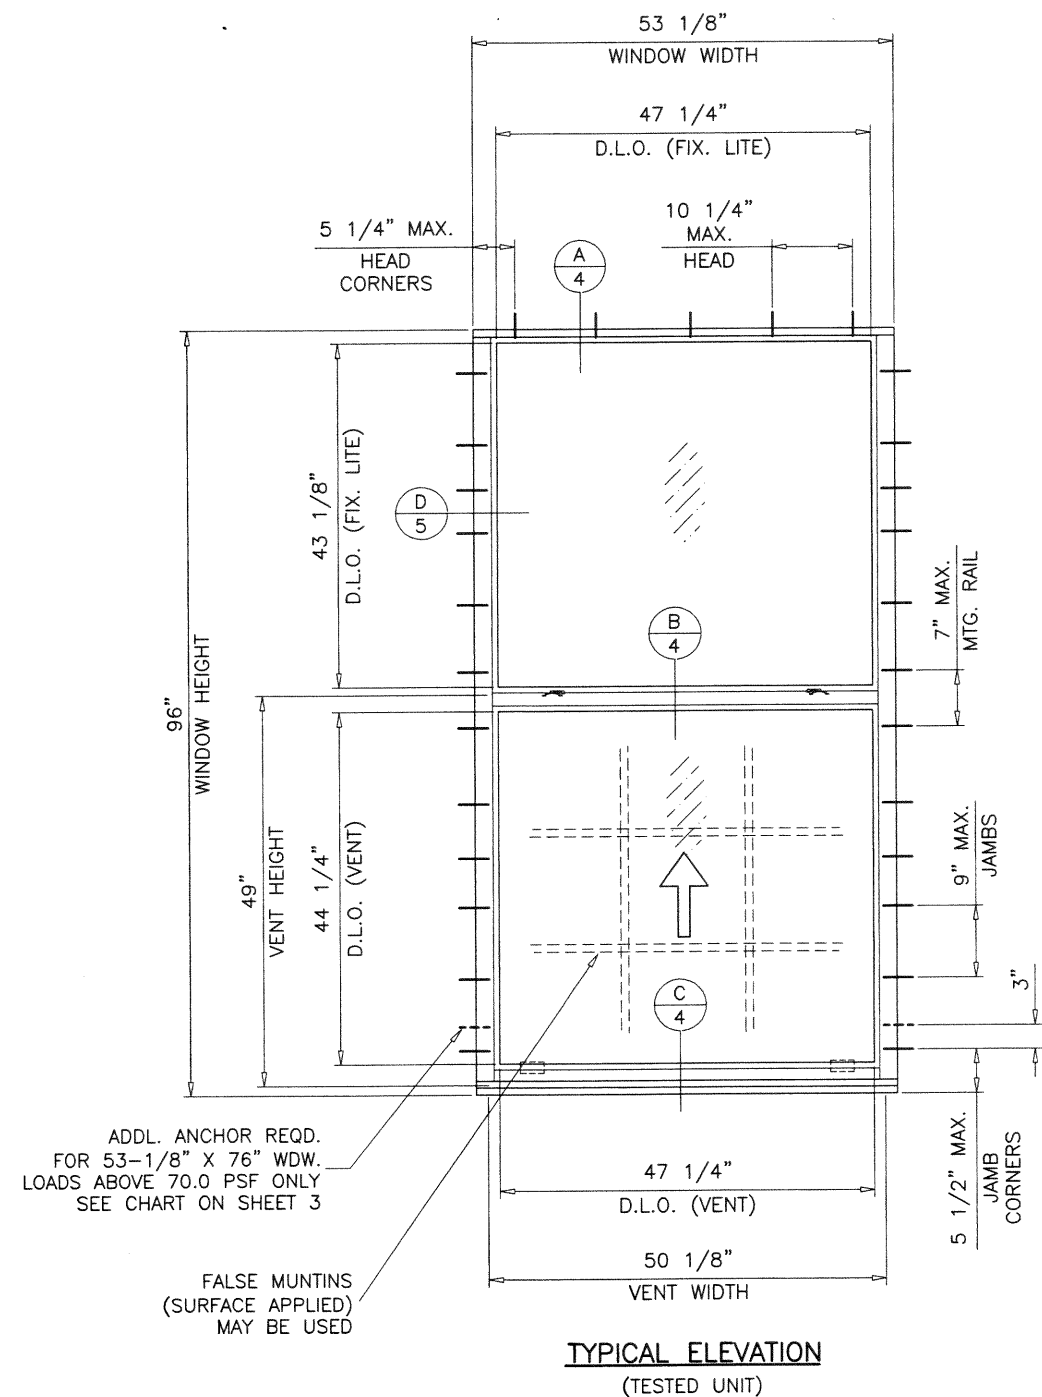 53 1/8"
WINDOW WIDTH
47 1/4"
D.L.O. (FIX. LITE)
5 1/4" MAX.
HEAD
CORNERS
10 1/4"
MAX.
HEAD
A
4
43 1/8"
D.L.O. (FIX. LITE)
D
5
B
4
7" MAX.
MTG. RAIL
96"
WINDOW HEIGHT
49"
VENT HEIGHT
44 1/4"
D.L.O. (VENT)
9" MAX.
JAMBS
3"
C
4
5 1/2" MAX.
JAMB
CORNERS
ADDL. ANCHOR REQD.
FOR 53-1/8" X 76" WDW.
LOADS ABOVE 70.0 PSF ONLY
SEE CHART ON SHEET 3
47 1/4"
D.L.O. (VENT)
50 1/8"
VENT WIDTH
FALSE MUNTINS
(SURFACE APPLIED)
MAY BE USED
TYPICAL ELEVATION
(TESTED UNIT)